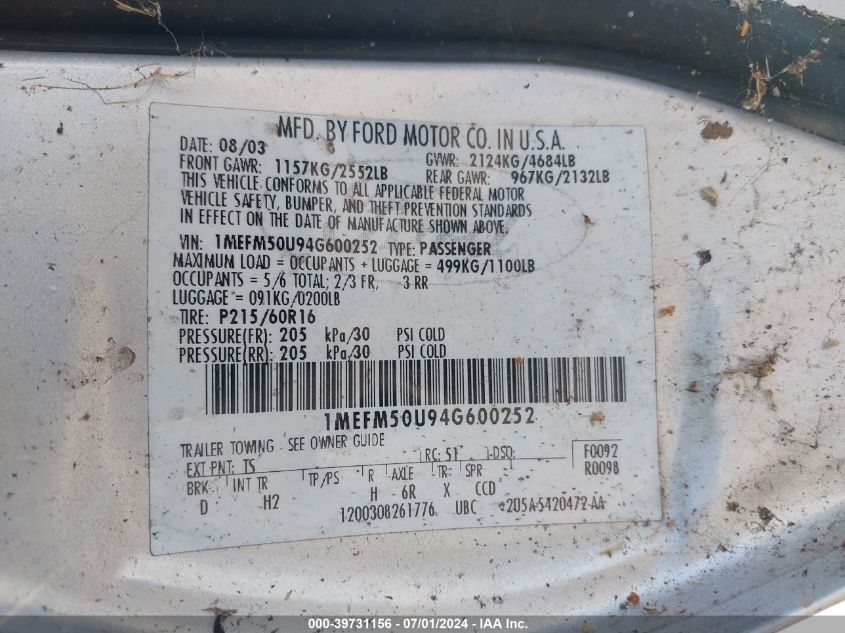 MFD. BY FORD MOTOR CO. IN U.S.A.
DATE: 08/03 GVWR: 2124KG/4684LB
FRONT GAWR: 1157KG/2552LB REAR GAWR: 967KG/2132LB
THIS VEHICLE CONFORMS TO ALL APPLICABLE FEDERAL MOTOR
VEHICLE SAFETY, BUMPER, AND THEFT PREVENTION STANDARDS
IN EFFECT ON THE DATE OF MANUFACTURE SHOWN ABOVE.
VIN: 1MEFM50U94G600252 TYPE: PASSENGER
MAXIMUM LOAD = OCCUPANTS + LUGGAGE = 499KG/1100LB
OCCUPANTS = 5/6 TOTAL: 2/3 FR, 3 RR
LUGGAGE = 091KG/0200LB
TIRE: P215/60R16
PRESSURE(FR): 205 kPa/30 PSI COLD
PRESSURE(RR): 205 kPa/30 PSI COLD
1MEFM50U94G600252
TRAILER TOWING - SEE OWNER GUIDE
EXT PNT: TS RC: 51 DSO: F0092
BRK INT TR TP/PS R AXLE TR- SPR R0098
D H2 H 6R X CCD
1200308261776 UBC 2U5A-5420472-AA
000-39731156 - 07/01/2024 - IAA Inc.